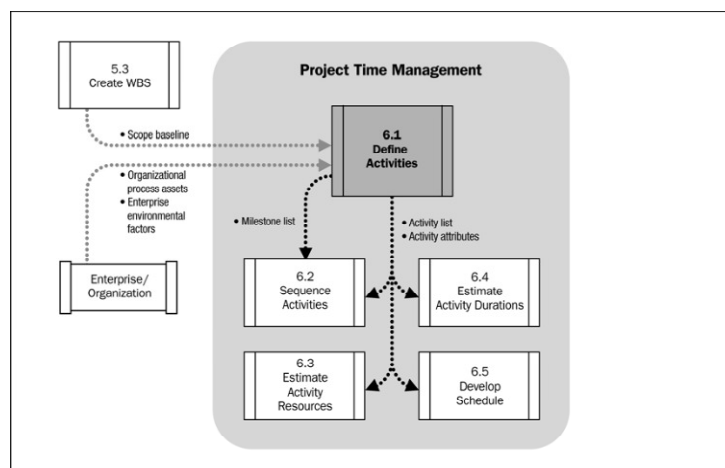 Project Time Management
5.3
Create WBS
• Scope baseline
6.1
Define
Activities
• Organizational
process assets
• Enterprise
environmental
factors
Enterprise/
Organization
• Milestone list
• Activity list
• Activity attributes
6.2
Sequence
Activities
6.4
Estimate
Activity Durations
6.3
Estimate
Activity
Resources
6.5
Develop
Schedule